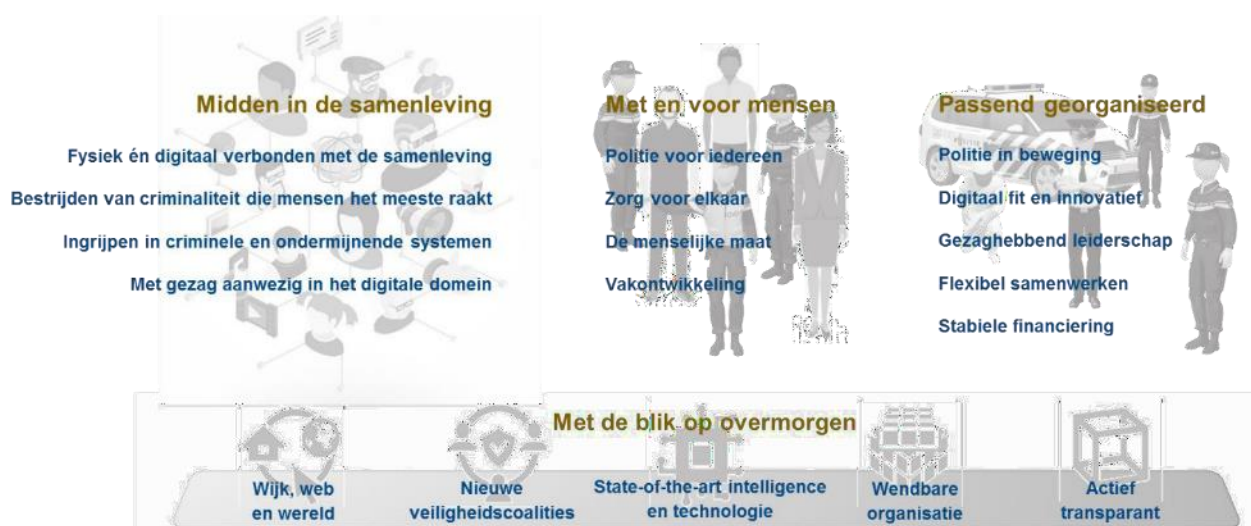 Midden in de samenleving
Fysiek én digitaal verbonden met de samenleving
Bestrijden van criminaliteit die mensen het meeste raakt
Ingrijpen in criminele en ondermijnende systemen
Met gezag aanwezig in het digitale domein
Met en voor mensen
Politie voor iedereen
Zorg voor elkaar
De menselijke maat
Vakontwikkeling
Passend georganiseerd
Politie in beweging
Digitaal fit en innovatief
Gezaghebbend leiderschap
Flexibel samenwerken
Stabiele financiering
Met de blik op overmorgen
Wijk, web
en wereld
Nieuwe
veiligheidscoalities
State-of-the-art intelligence
en technologie
Wendbare
organisatie
Actief
transparant